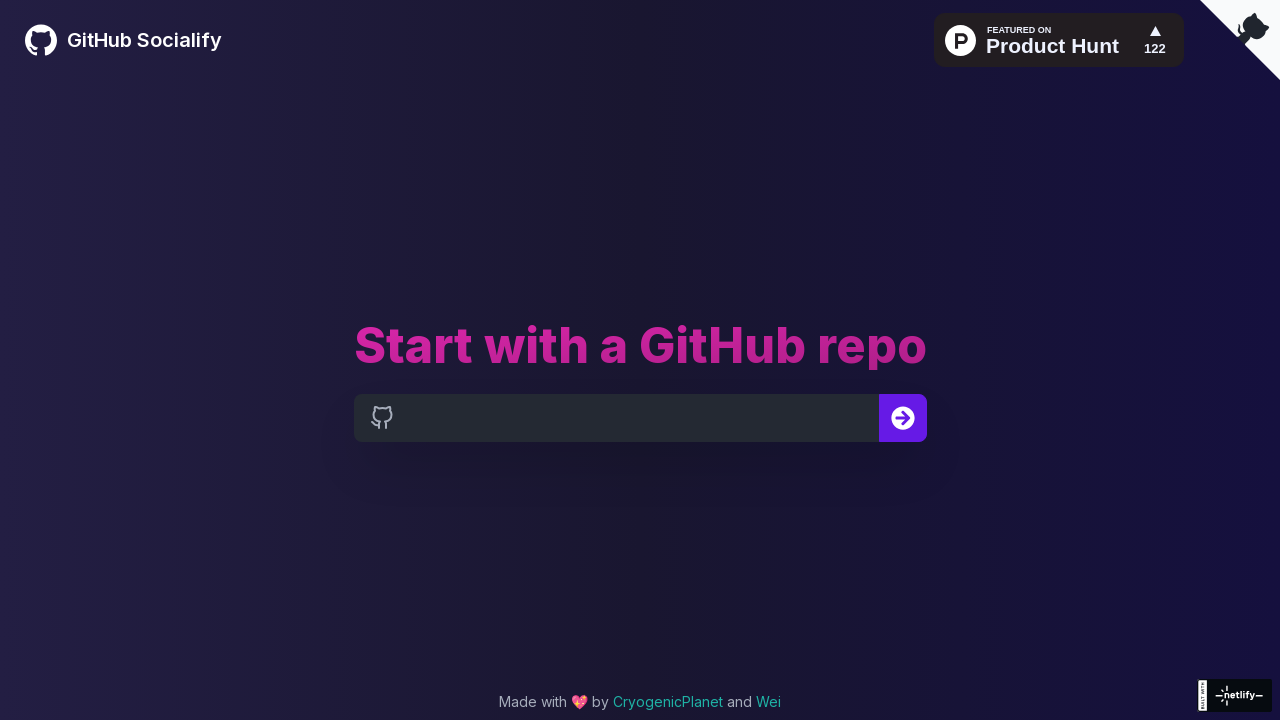 GitHub Socialify
FEATURED ON
Product Hunt
122
Start with a GitHub repo
Made with 💖 by CryogenicPlanet and Wei
BUILT WITH
netlify